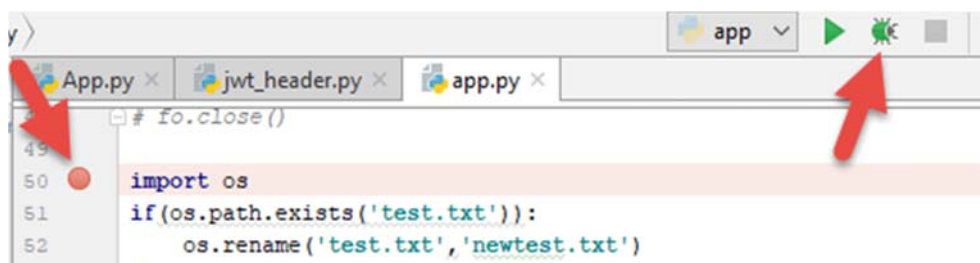 y
app
App.py
jwt_header.py
app.py
# fo.close()
49
50 import os
51 if(os.path.exists('test.txt')):
52 os.rename('test.txt','newtest.txt')